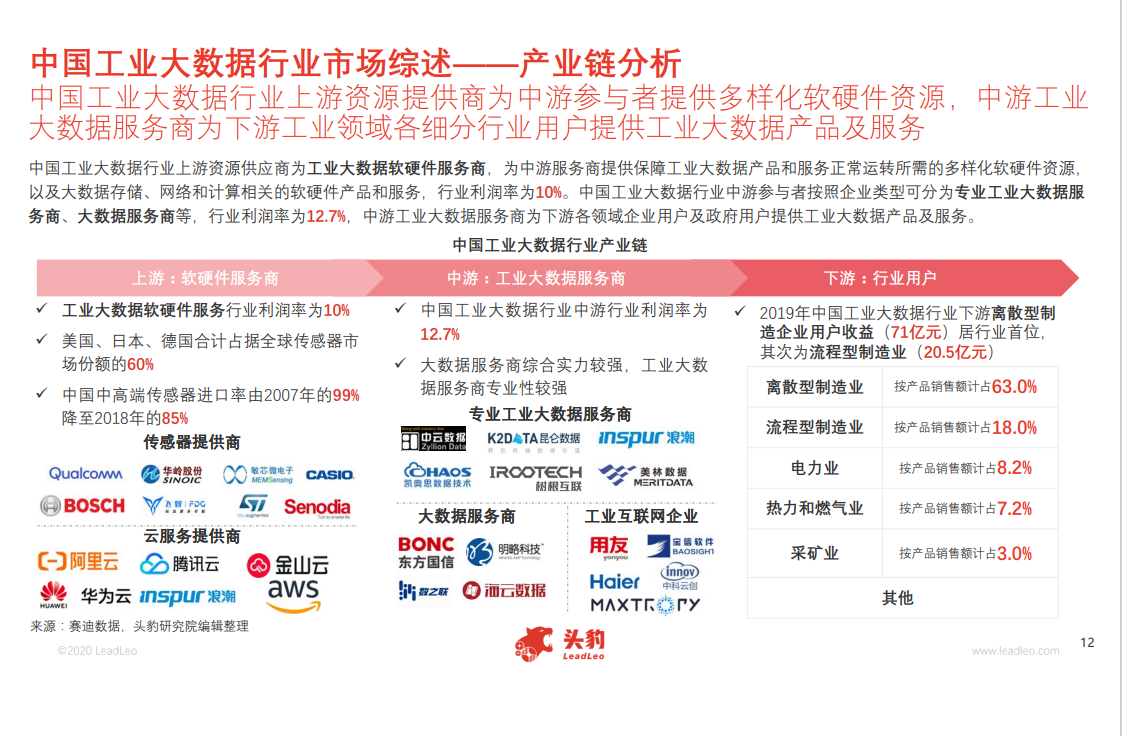 中国工业大数据行业市场综述——产业链分析
中国工业大数据行业上游资源提供商为中游参与者提供多样化软硬件资源，中游工业
大数据服务商为下游工业领域各细分行业用户提供工业大数据产品及服务
中国工业大数据行业上游资源供应商为工业大数据软硬件服务商，为中游服务商提供保障工业大数据产品和服务正常运转所需的多样化软硬件资源，
以及大数据存储、网络和计算相关的软硬件产品和服务，行业利润率为10%。中国工业大数据行业中游参与者按照企业类型可分为专业工业大数据服
务商、大数据服务商等，行业利润率为12.7%，中游工业大数据服务商为下游各领域企业用户及政府用户提供工业大数据产品及服务。
中国工业大数据行业产业链
上游：软硬件服务商
✓ 工业大数据软硬件服务行业利润率为10%
✓ 美国、日本、德国合计占据全球传感器市
场份额的60%
✓ 中国中高端传感器进口率由2007年的99%
降至2018年的85%
传感器提供商
Qualcomm
华岭股份 SINOIC
敏芯微电子 MEMSensing
CASIO
BOSCH
飞智 | FDG
ST
Senodia
云服务提供商
阿里云
腾讯云
金山云
HUAWEI 华为云
inspur 浪潮
aws
中游：工业大数据服务商
✓ 中国工业大数据行业中游行业利润率为
12.7%
✓ 大数据服务商综合实力较强，工业大数
据服务商专业性较强
专业工业大数据服务商
中云数据 Zyllion Data
K2DATA 昆仑数据
inspur 浪潮
CHAOS 凯奥思数据技术
IROOTECH 树根互联
美林数据 MERITDATA
大数据服务商
BONC 东方国信
明略科技
数之联
海云数据
工业互联网企业
用友 yonyou
宝信软件 BAOSIGHT
Haier
innov 中科云创
MAXTROPY
下游：行业用户
✓ 2019年中国工业大数据行业下游离散型制
造企业用户收益（71亿元）居行业首位，
其次为流程型制造业（20.5亿元）
离散型制造业 按产品销售额计占63.0%
流程型制造业 按产品销售额计占18.0%
电力业 按产品销售额计占8.2%
热力和燃气业 按产品销售额计占7.2%
采矿业 按产品销售额计占3.0%
其他
来源：赛迪数据，头豹研究院编辑整理
©2020 LeadLeo
头豹
LeadLeo
www.leadleo.com
12